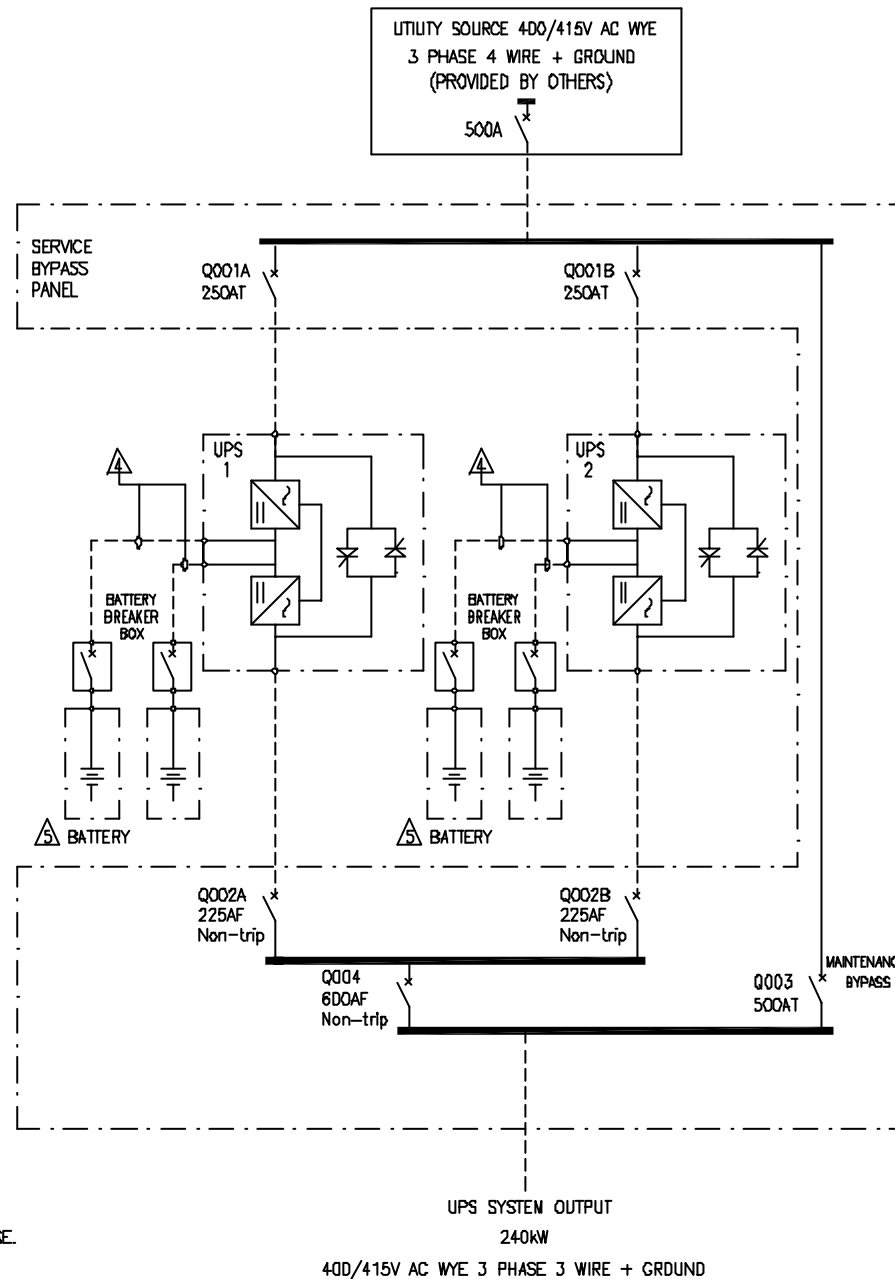 UTILITY SOURCE 400/415V AC WYE
3 PHASE 4 WIRE + GROUND
(PROVIDED BY OTHERS)
500A
SERVICE
BYPASS
PANEL
Q001A
250AT
Q001B
250AT
UPS
1
UPS
2
4
4
BATTERY
BREAKER
BOX
BATTERY
BREAKER
BOX
5 BATTERY
5 BATTERY
Q002A
225AF
Non-trip
Q002B
225AF
Non-trip
Q004
600AF
Non-trip
Q003
500AT
MAINTENANC
BYPASS
UPS SYSTEM OUTPUT
SE.
240kW
400/415V AC WYE 3 PHASE 3 WIRE + GROUND